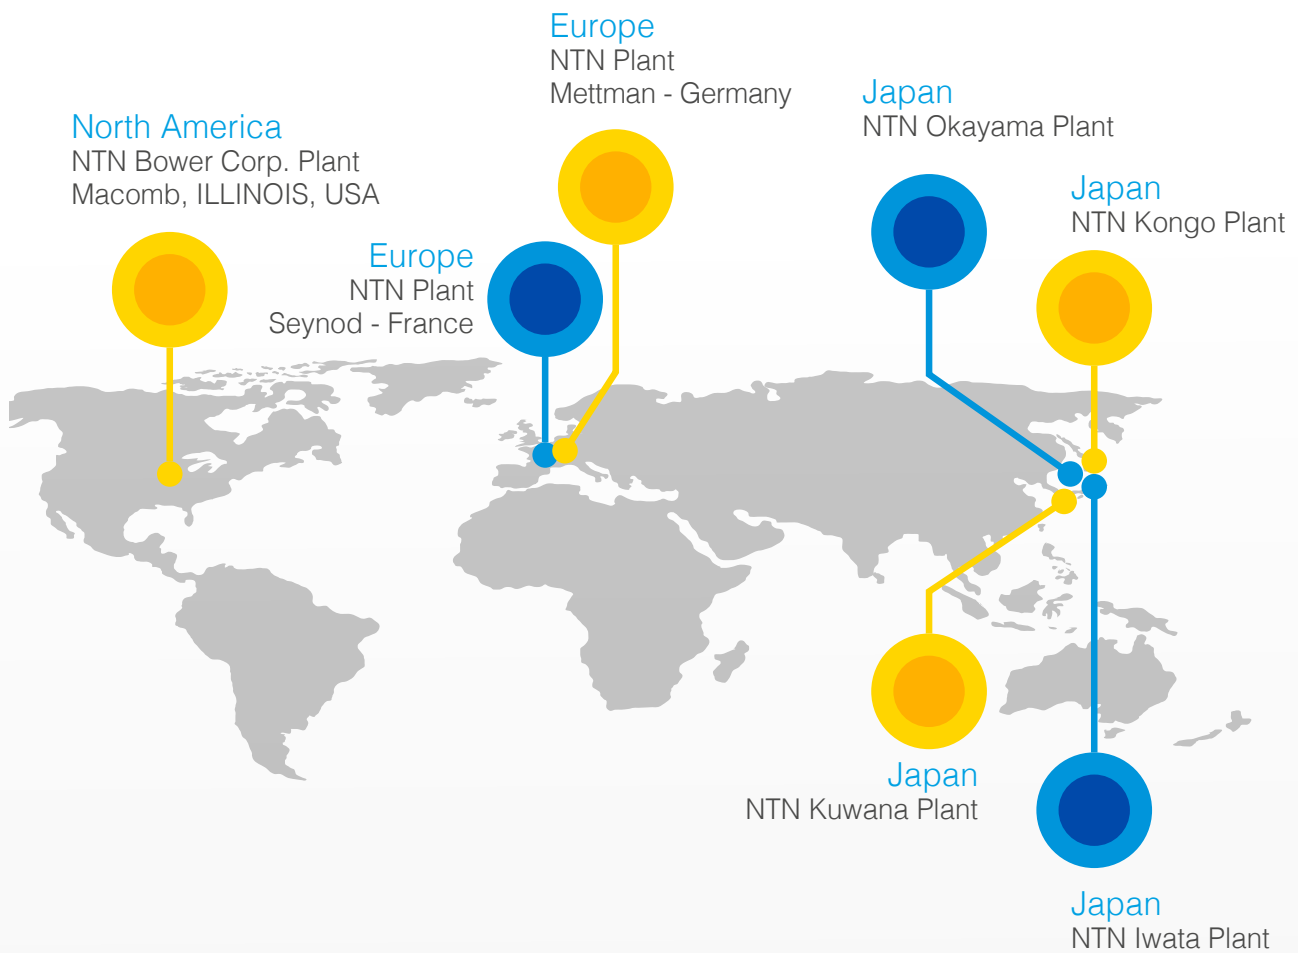 Europe
NTN Plant
Mettman - Germany
Japan
NTN Okayama Plant
North America
NTN Bower Corp. Plant
Macomb, ILLINOIS, USA
Japan
NTN Kongo Plant
Europe
NTN Plant
Seynod - France
Japan
NTN Kuwana Plant
Japan
NTN Iwata Plant